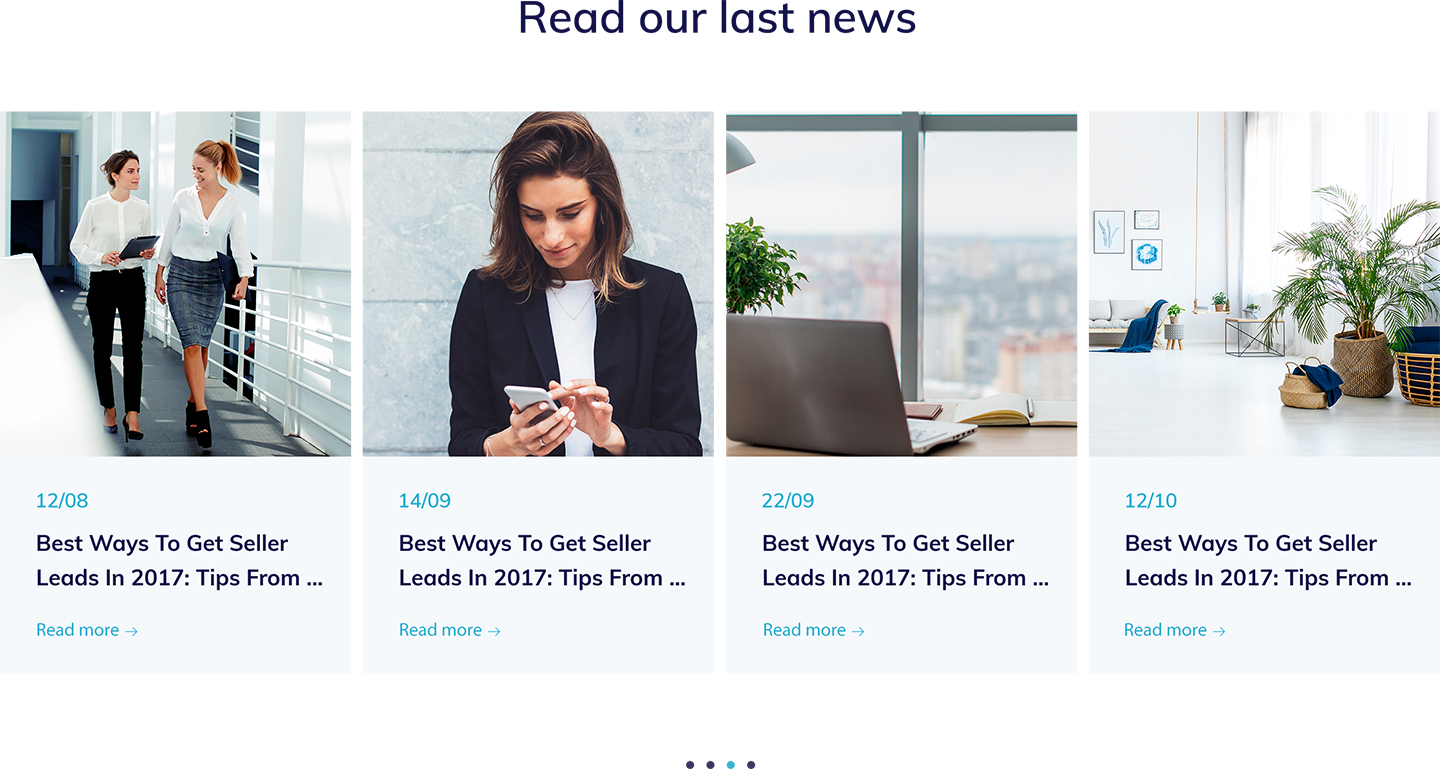 Read our last news
12/08
Best Ways To Get Seller
Leads In 2017: Tips From ...
Read more →
14/09
Best Ways To Get Seller
Leads In 2017: Tips From ...
Read more →
22/09
Best Ways To Get Seller
Leads In 2017: Tips From ...
Read more →
12/10
Best Ways To Get Seller
Leads In 2017: Tips From ...
Read more →